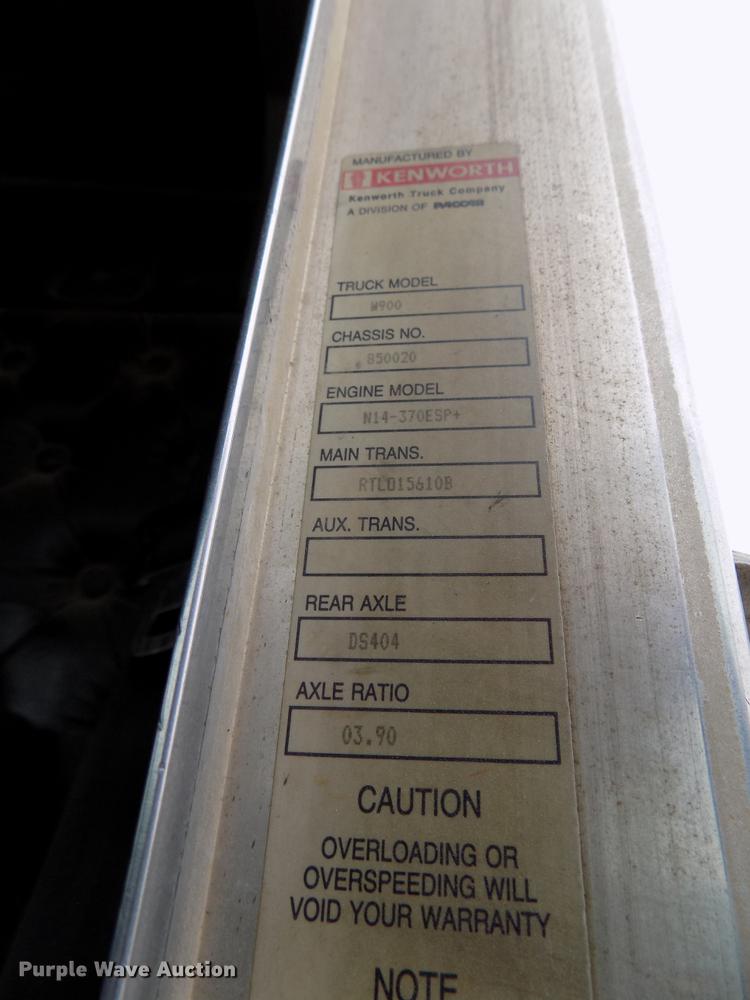 MANUFACTURED BY
KENWORTH
Kenworth Truck Company
A DIVISION OF PACCAR
TRUCK MODEL
W900
CHASSIS NO.
850020
ENGINE MODEL
N14-370ESP+
MAIN TRANS.
RTLO15610B
AUX. TRANS.
REAR AXLE
DS404
AXLE RATIO
03.90
CAUTION
OVERLOADING OR
OVERSPEEDING WILL
VOID YOUR WARRANTY
NOTE
Purple Wave Auction